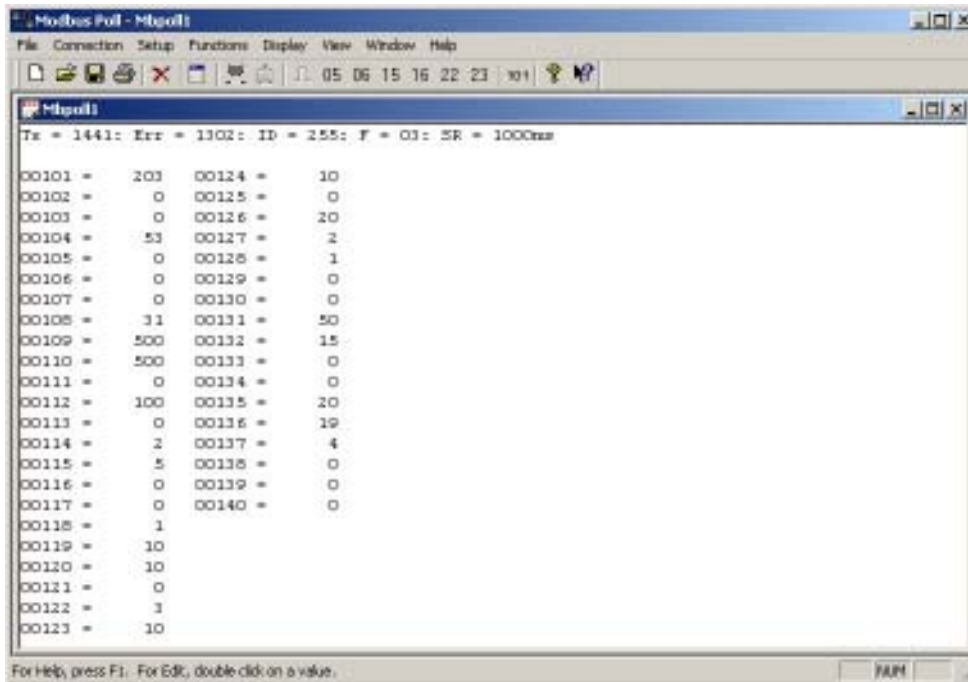 Modbus Poll - Mbpoll1
File Connection Setup Functions Display View Window Help
05 06 15 16 22 23 101
Mbpoll1
Tx = 1441: Err = 1302: ID = 255: F = 03: SR = 1000ms
00101 = 203 00124 = 10
00102 = 0 00125 = 0
00103 = 0 00126 = 20
00104 = 53 00127 = 2
00105 = 0 00128 = 1
00106 = 0 00129 = 0
00107 = 0 00130 = 0
00108 = 31 00131 = 50
00109 = 500 00132 = 15
00110 = 500 00133 = 0
00111 = 0 00134 = 0
00112 = 100 00135 = 20
00113 = 0 00136 = 19
00114 = 2 00137 = 4
00115 = 5 00138 = 0
00116 = 0 00139 = 0
00117 = 0 00140 = 0
00118 = 1
00119 = 10
00120 = 10
00121 = 0
00122 = 3
00123 = 10
For Help, press F1. For Edit, double click on a value. NUM